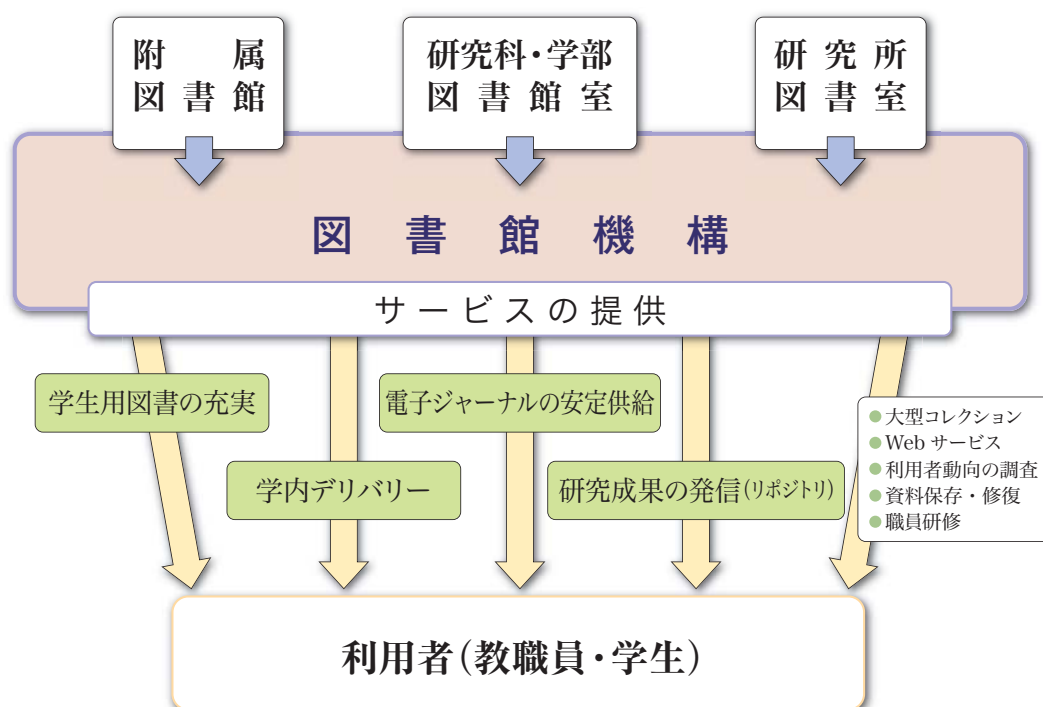 附属
図書館
研究科・学部
図書館室
研究所
図書室
図書館機構
サービスの提供
学生用図書の充実
電子ジャーナルの安定供給
学内デリバリー
研究成果の発信(リポジトリ)
●大型コレクション
●Web サービス
●利用者動向の調査
●資料保存・修復
●職員研修
利用者(教職員・学生)